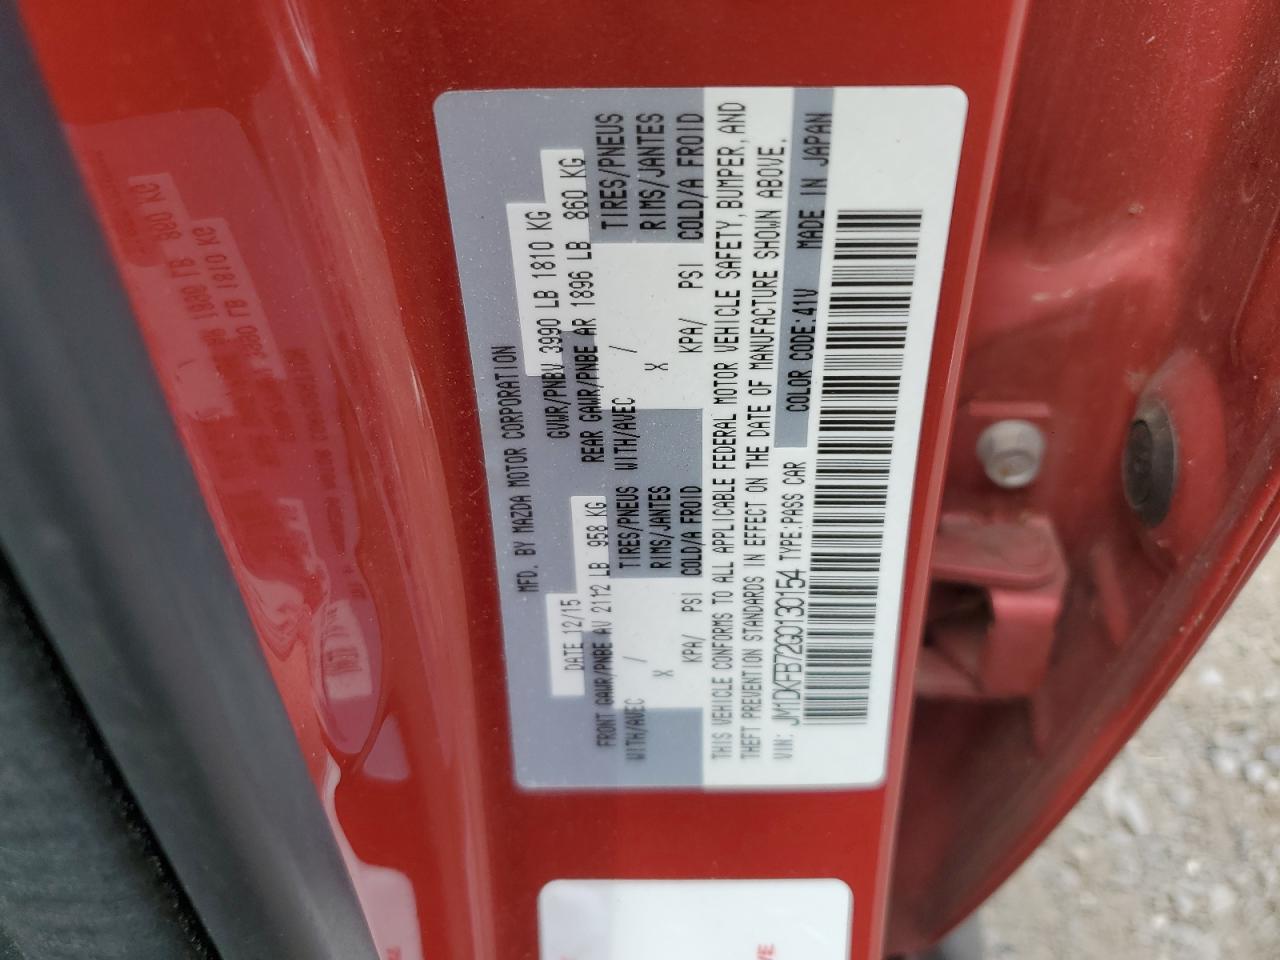 MFD. BY MAZDA MOTOR CORPORATION
DATE 12/15 GVWR/PNBV 3990 LB 1810 KG
FRONT GAWR/PNBE AV 2112 LB 958 KG REAR GAWR/PNBE AR 1896 LB 860 KG
WITH/AVEC / TIRES/PNEUS WITH/AVEC / TIRES/PNEUS
X RIMS/JANTES X RIMS/JANTES
KPA/ PSI COLD/A FROID KPA/ PSI COLD/A FROID
THIS VEHICLE CONFORMS TO ALL APPLICABLE FEDERAL MOTOR VEHICLE SAFETY, BUMPER, AND
THEFT PREVENTION STANDARDS IN EFFECT ON THE DATE OF MANUFACTURE SHOWN ABOVE.
VIN: JM1DKFB72G0130154 TYPE:PASS CAR COLOR CODE:41V MADE IN JAPAN